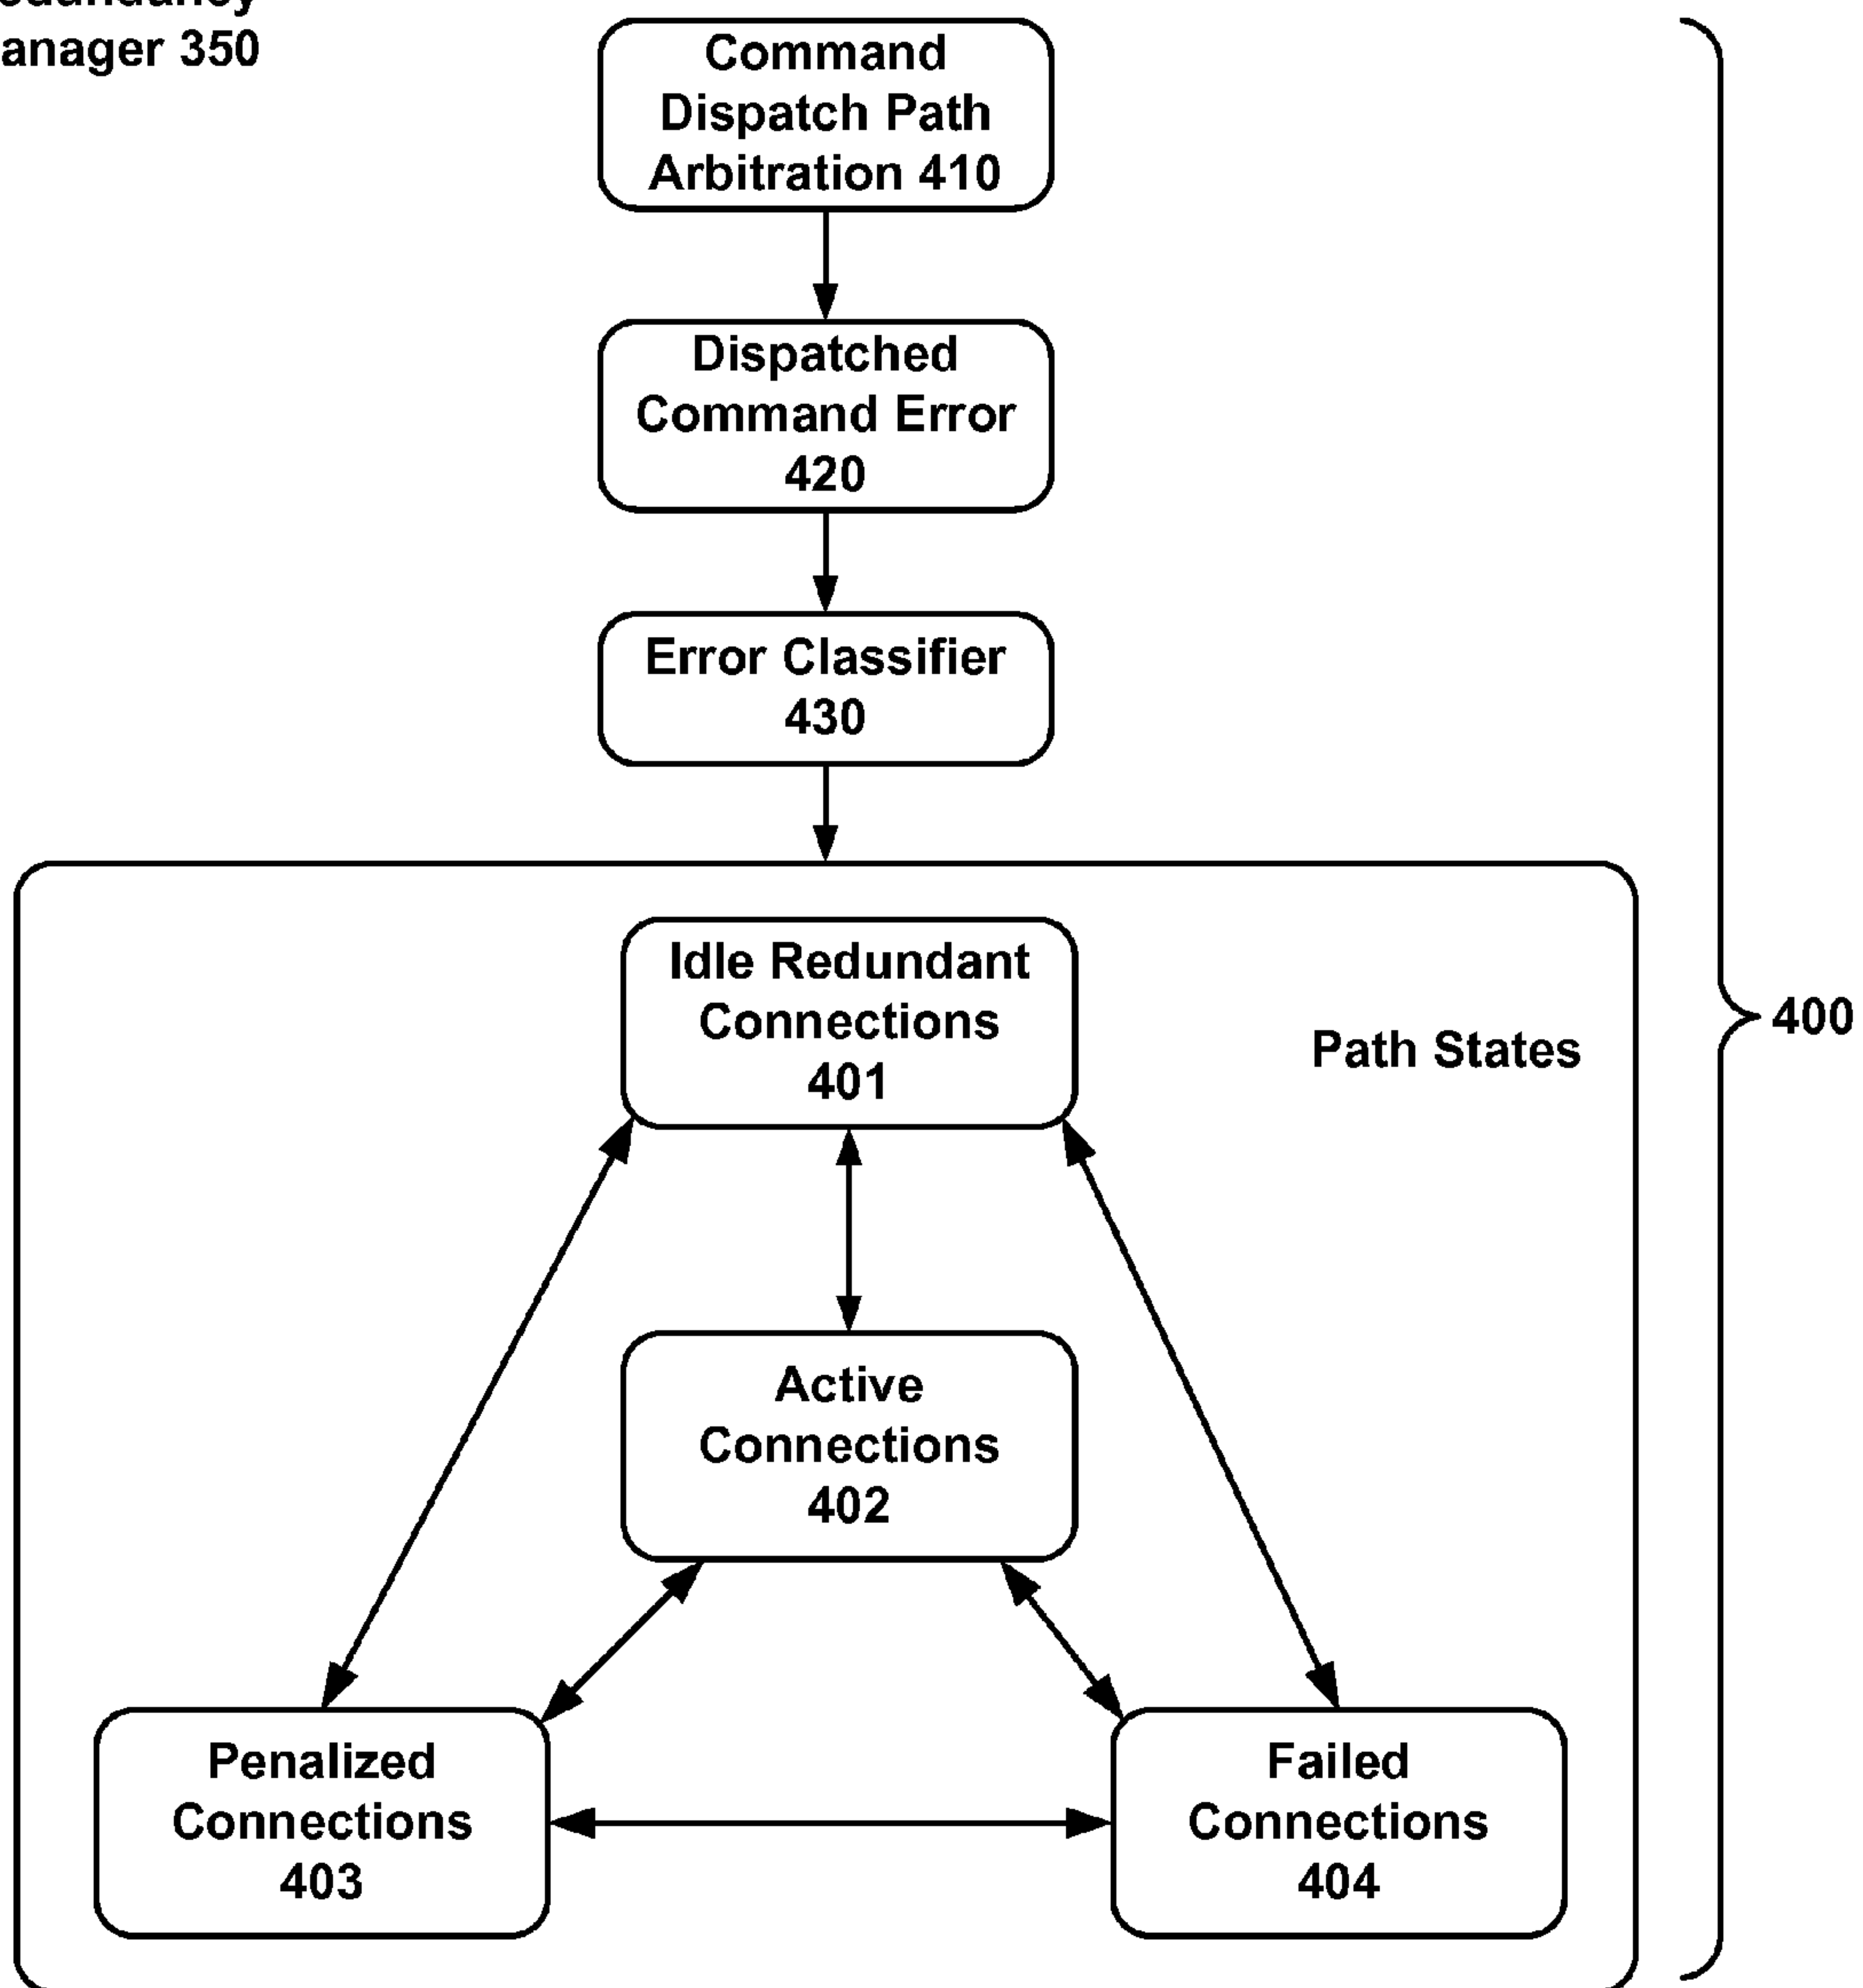 anager 350
Command
Dispatch Path
Arbitration 410
Dispatched
Command Error
420
Error Classifier
430
Idle Redundant
Connections
401
Path States
400
Active
Connections
402
Penalized
Connections
403
Failed
Connections
404